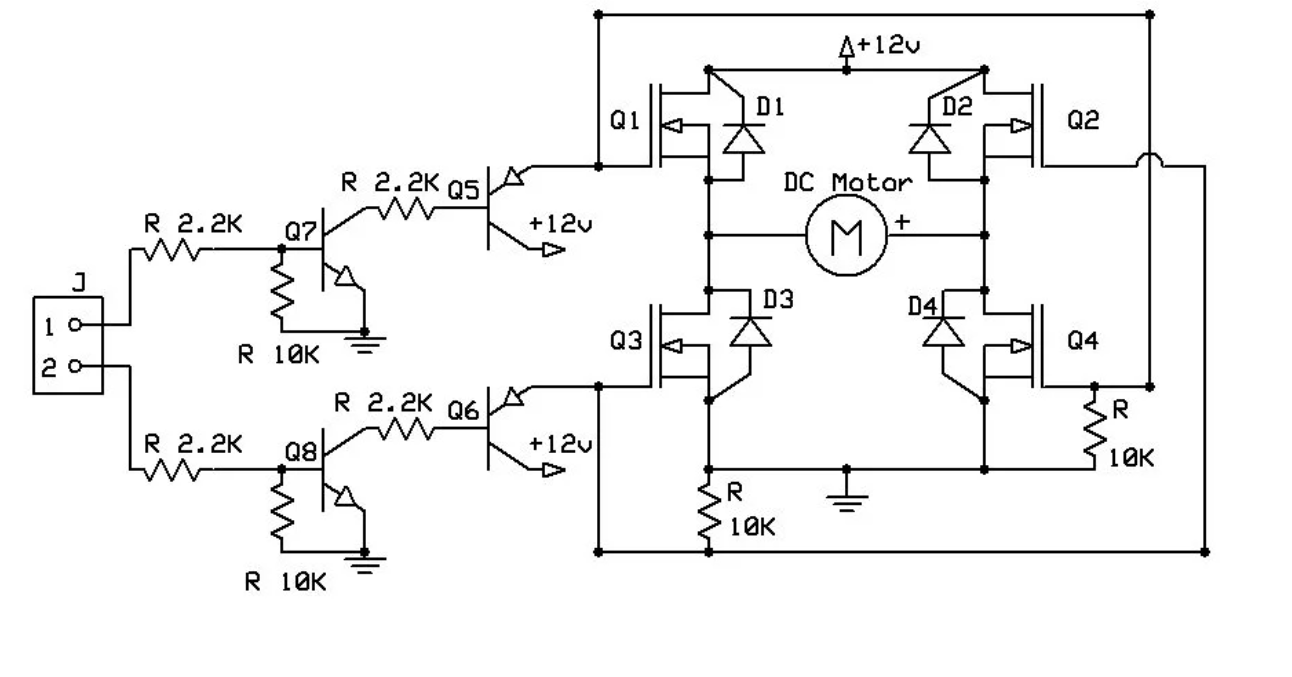 +12v
D1
D2
Q1
Q2
DC Motor
R 2.2K
Q5
R 2.2K
+12v
M
+
Q7
J
1
D3
D4
R 10K
Q3
Q4
2
R 2.2K
Q6
R
R 2.2K
+12v
Q8
10K
R
10K
R 10K